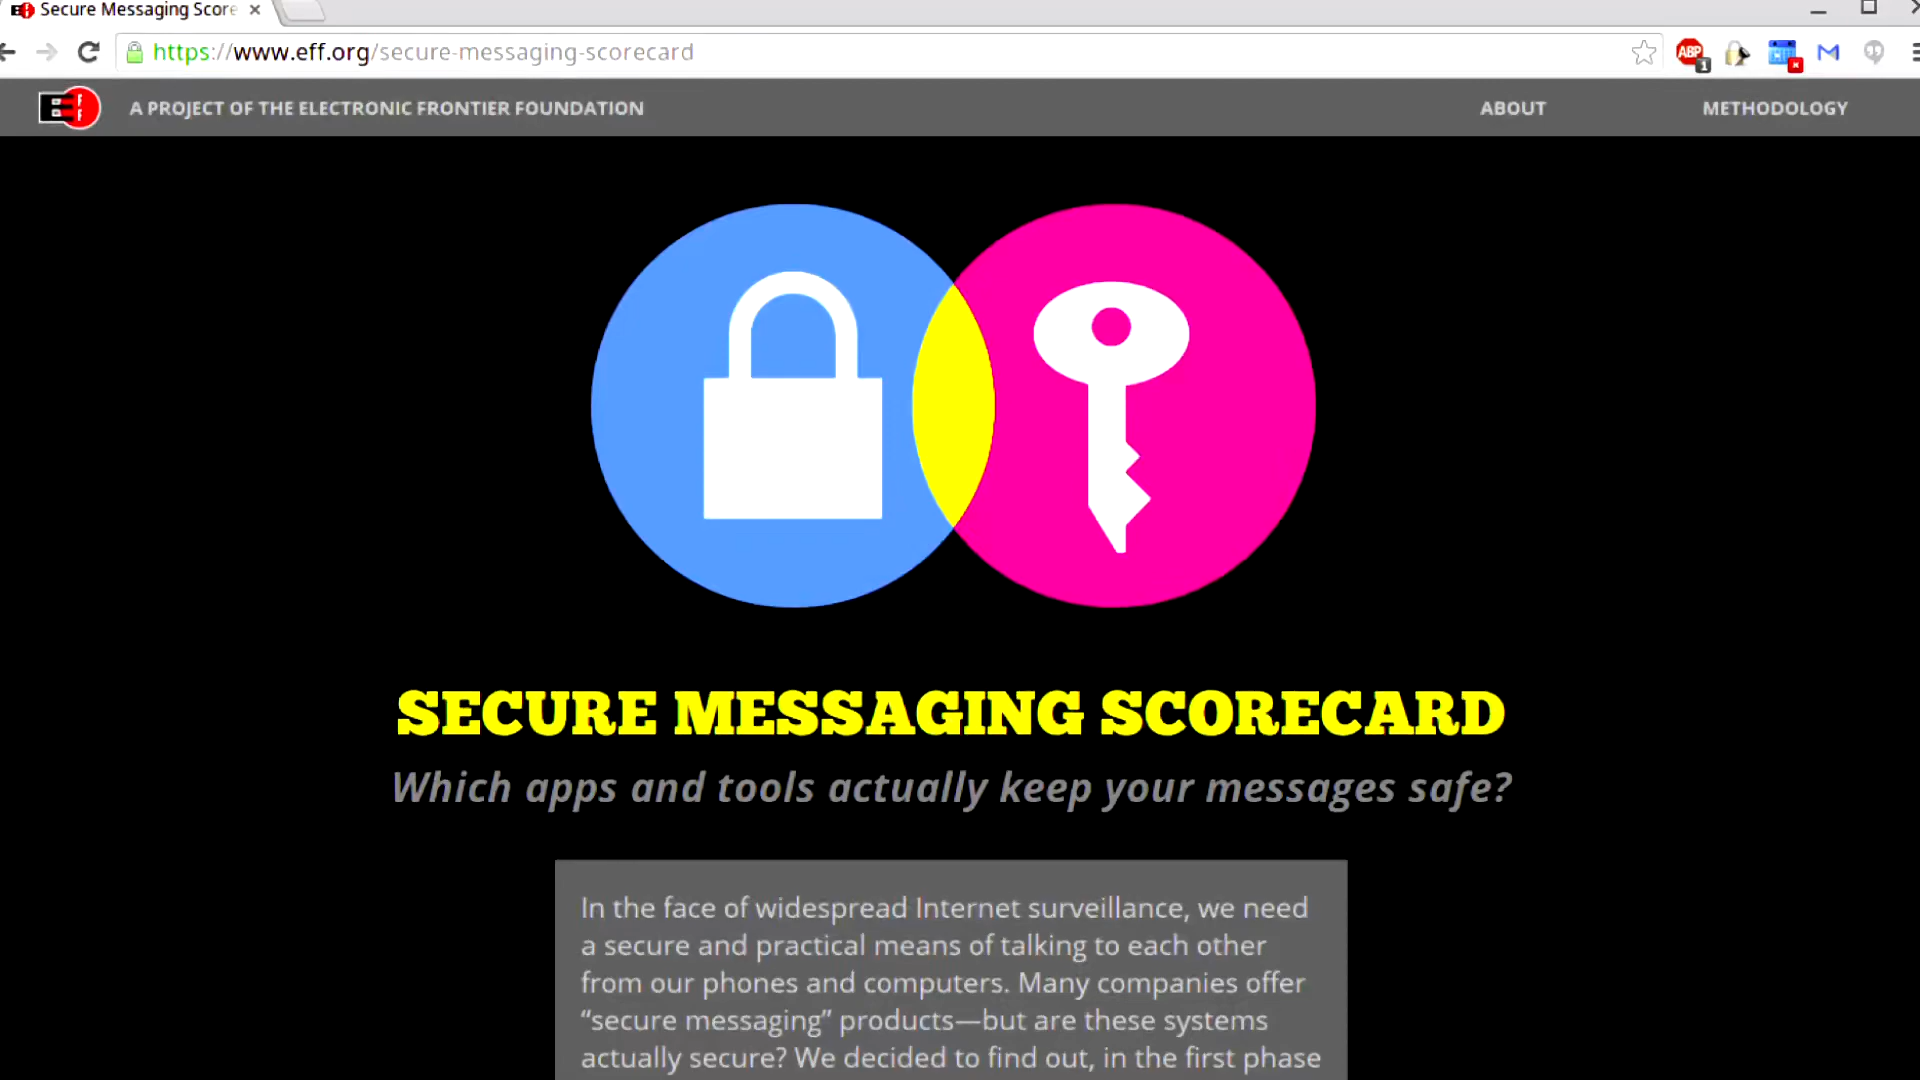 Secure Messaging Score
https://www.eff.org/secure-messaging-scorecard
ABP
1
A PROJECT OF THE ELECTRONIC FRONTIER FOUNDATION
ABOUT
METHODOLOGY
SECURE MESSAGING SCORECARD
Which apps and tools actually keep your messages safe?
In the face of widespread Internet surveillance, we need
a secure and practical means of talking to each other
from our phones and computers. Many companies offer
“secure messaging” products—but are these systems
actually secure? We decided to find out, in the first phase